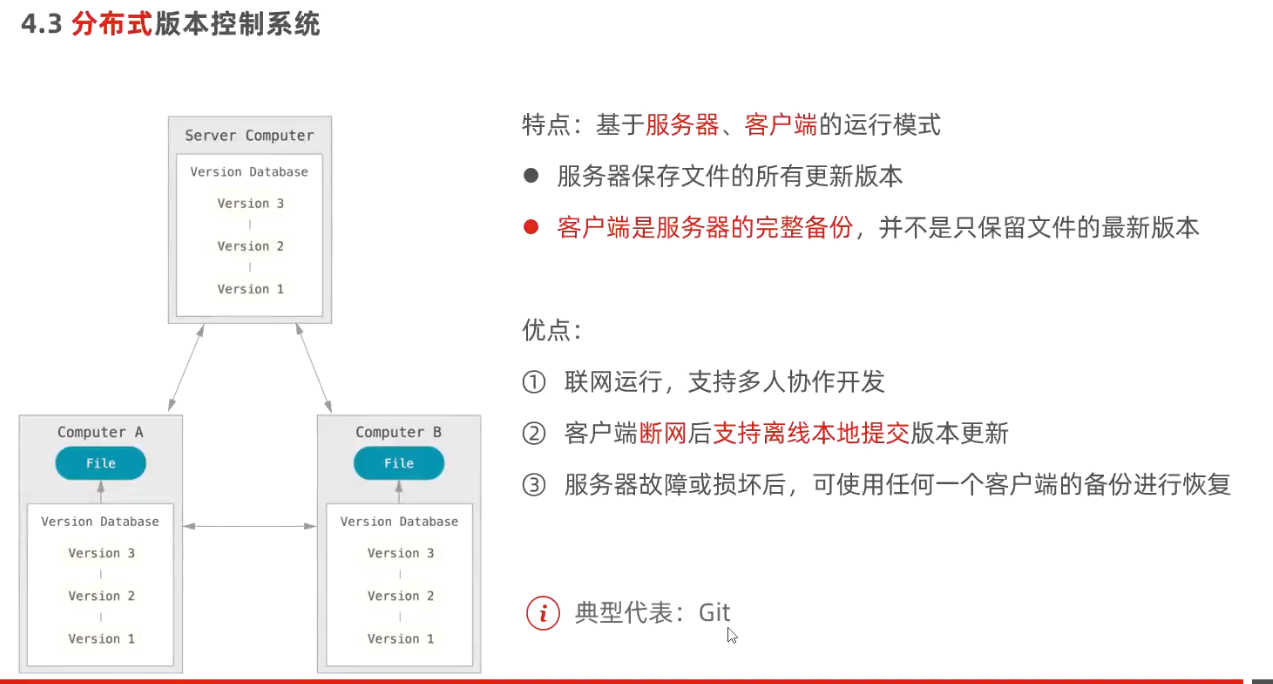 4.3 分布式版本控制系统
Server Computer
Version Database
Version 3
Version 2
Version 1
Computer A
File
Version Database
Version 3
Version 2
Version 1
Computer B
File
Version Database
Version 3
Version 2
Version 1
特点：基于服务器、客户端的运行模式
● 服务器保存文件的所有更新版本
● 客户端是服务器的完整备份，并不是只保留文件的最新版本
优点：
① 联网运行，支持多人协作开发
② 客户端断网后支持离线本地提交版本更新
③ 服务器故障或损坏后，可使用任何一个客户端的备份进行恢复
i 典型代表：Git